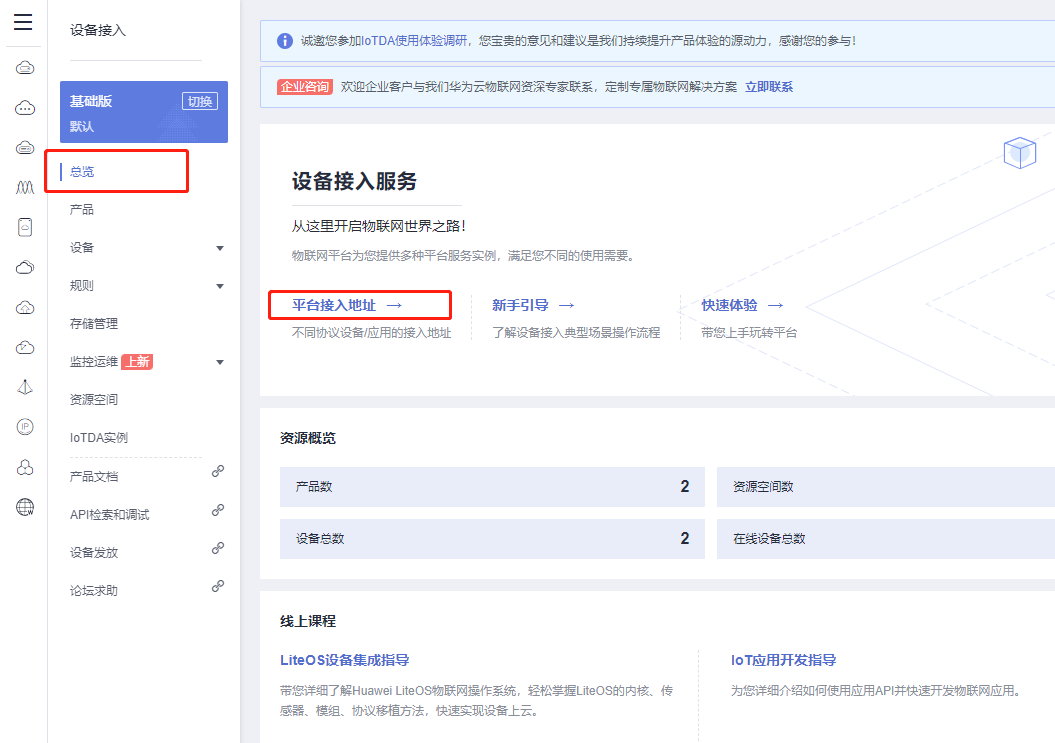 设备接入
基础版 切换
默认
总览
产品
设备
规则
存储管理
监控运维 上新
资源空间
IoTDA实例
产品文档
API检索和调试
设备发放
论坛求助
IP
诚邀您参加IoTDA使用体验调研，您宝贵的意见和建议是我们持续提升产品体验的源动力，感谢您的参与！
企业咨询 欢迎企业客户与我们华为云物联网资深专家联系，定制专属物联网解决方案 立即联系
设备接入服务
从这里开启物联网世界之路！
物联网平台为您提供多种平台服务实例，满足您不同的使用需要。
平台接入地址 →
不同协议设备/应用的接入地址
新手引导 →
了解设备接入典型场景操作流程
快速体验 →
带您上手玩转平台
资源概览
产品数 2
资源空间数
设备总数 2
在线设备总数
线上课程
LiteOS设备集成指导
带您详细了解Huawei LiteOS物联网操作系统，轻松掌握LiteOS的内核、传
感器、模组、协议移植方法，快速实现设备上云。
IoT应用开发指导
为您详细介绍如何使用应用API并快速开发物联网应用。